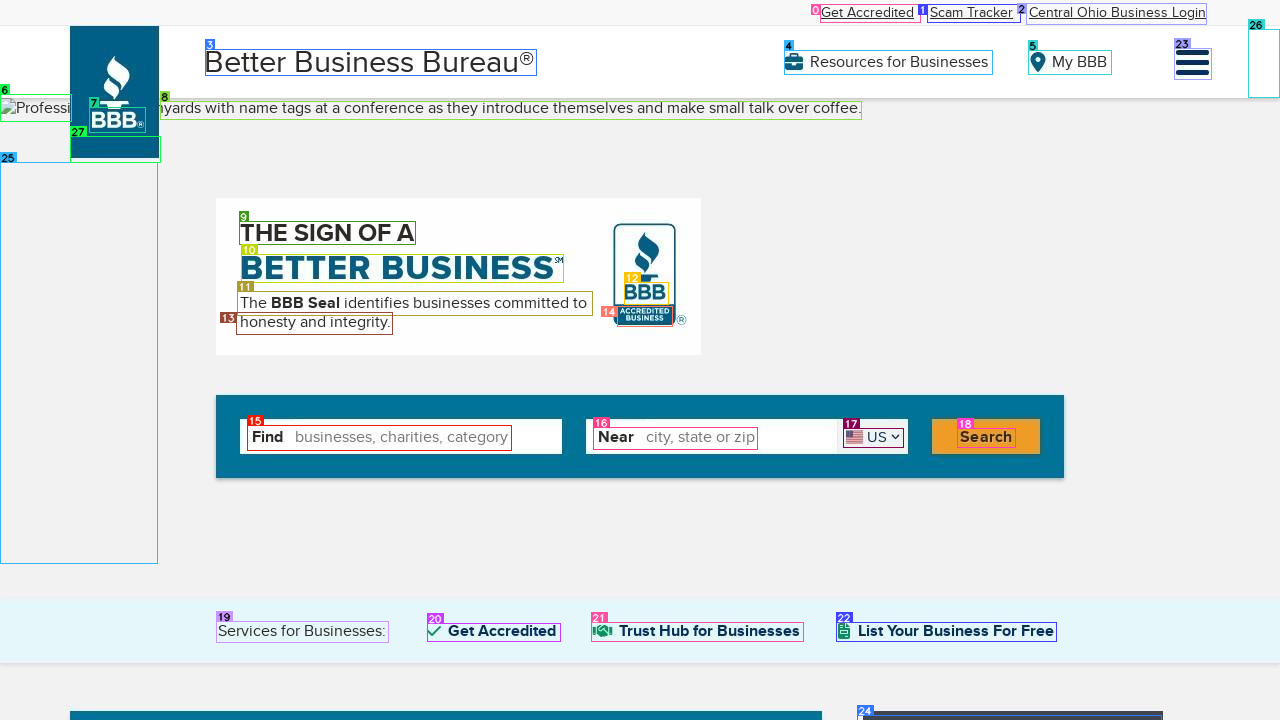 Get Accredited
Scam Tracker
Central Ohio Business Login
Better Business Bureau®
Resources for Businesses
My BBB
Professi
nyards with name tags at a conference as they introduce themselves and make small talk over coffee.
BBB®
THE SIGN OF A
BETTER BUSINESS℠
The BBB Seal identifies businesses committed to
honesty and integrity.
BBB
ACCREDITED
BUSINESS
®
Find businesses, charities, category
Near city, state or zip
US
Search
Services for Businesses:
Get Accredited
Trust Hub for Businesses
List Your Business For Free
0
1
2
3
4
5
6
7
8
9
10
11
12
13
14
15
16
17
18
19
20
21
22
23
24
25
26
27